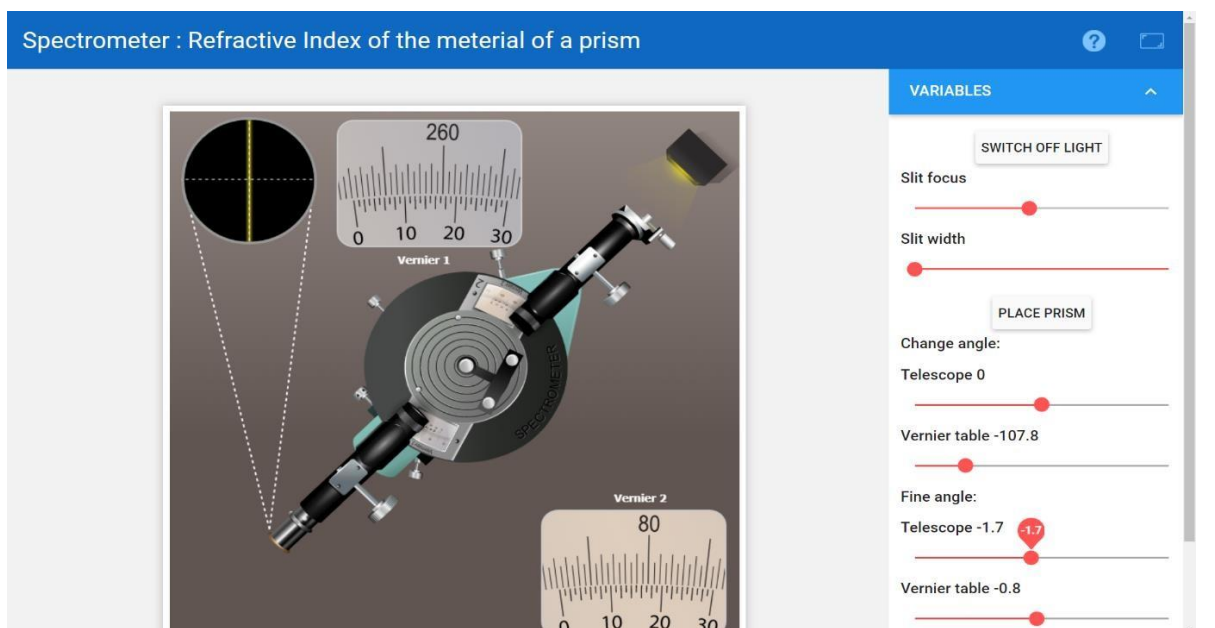 Spectrometer : Refractive Index of the meterial of a prism
?
VARIABLES
SWITCH OFF LIGHT
Slit focus
Slit width
PLACE PRISM
Change angle:
Telescope 0
Vernier table -107.8
Fine angle:
Telescope -1.7
-1.7
Vernier table -0.8
260
0 10 20 30
Vernier 1
2
SPECTROMETER
Vernier 2
80
0 10 20 30